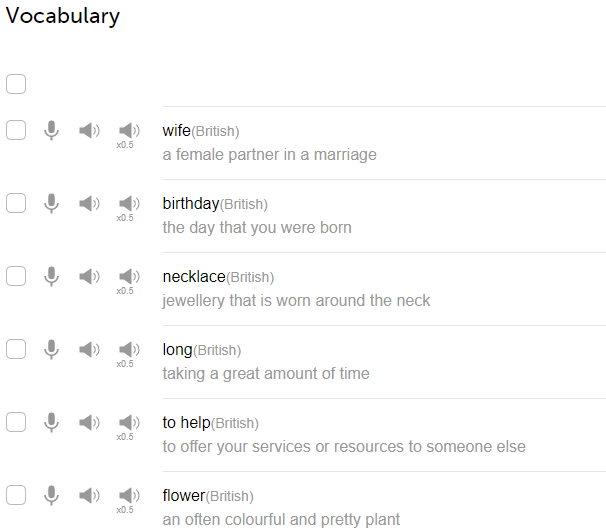 Vocabulary
wife(British)
x0.5
a female partner in a marriage
birthday(British)
x0.5
the day that you were born
necklace(British)
x0.5
jewellery that is worn around the neck
long(British)
x0.5
taking a great amount of time
to help(British)
x0.5
to offer your services or resources to someone else
flower(British)
x0.5
an often colourful and pretty plant